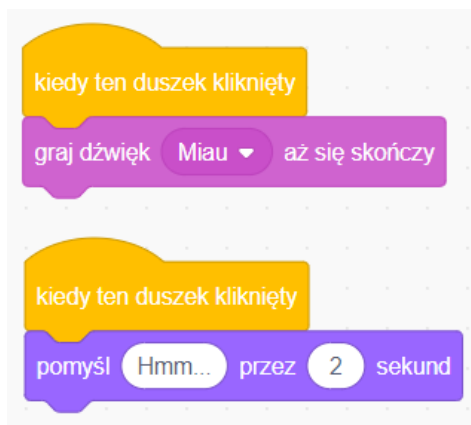 kiedy ten duszek kliknięty
graj dźwięk Miau aż się skończy
kiedy ten duszek kliknięty
pomyśl Hmm... przez 2 sekund